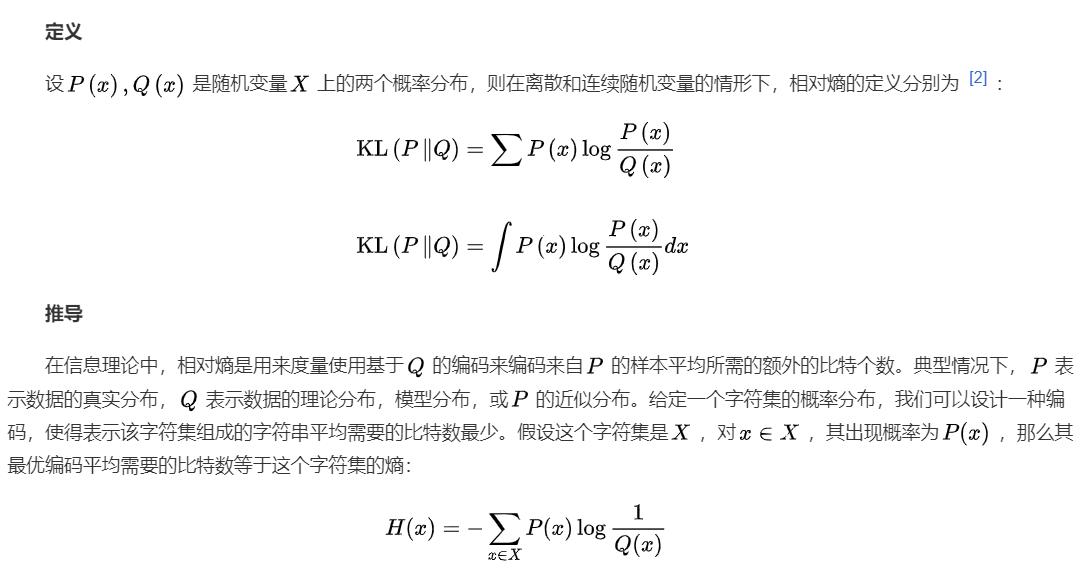 定义
设 P(x), Q(x) 是随机变量 X 上的两个概率分布，则在离散和连续随机变量的情形下，相对熵的定义分别为 [2] ：
KL(P‖Q) = ∑ P(x) log P(x)/Q(x)
KL(P‖Q) = ∫ P(x) log P(x)/Q(x) dx
推导
在信息理论中，相对熵是用来度量使用基于 Q 的编码来编码来自 P 的样本平均所需的额外的比特个数。典型情况下， P 表
示数据的真实分布， Q 表示数据的理论分布，模型分布，或 P 的近似分布。给定一个字符集的概率分布，我们可以设计一种编
码，使得表示该字符集组成的字符串平均需要的比特数最少。假设这个字符集是 X ，对 x ∈ X ，其出现概率为 P(x) ，那么其
最优编码平均需要的比特数等于这个字符集的熵：
H(x) = − ∑_{x∈X} P(x) log 1/Q(x)